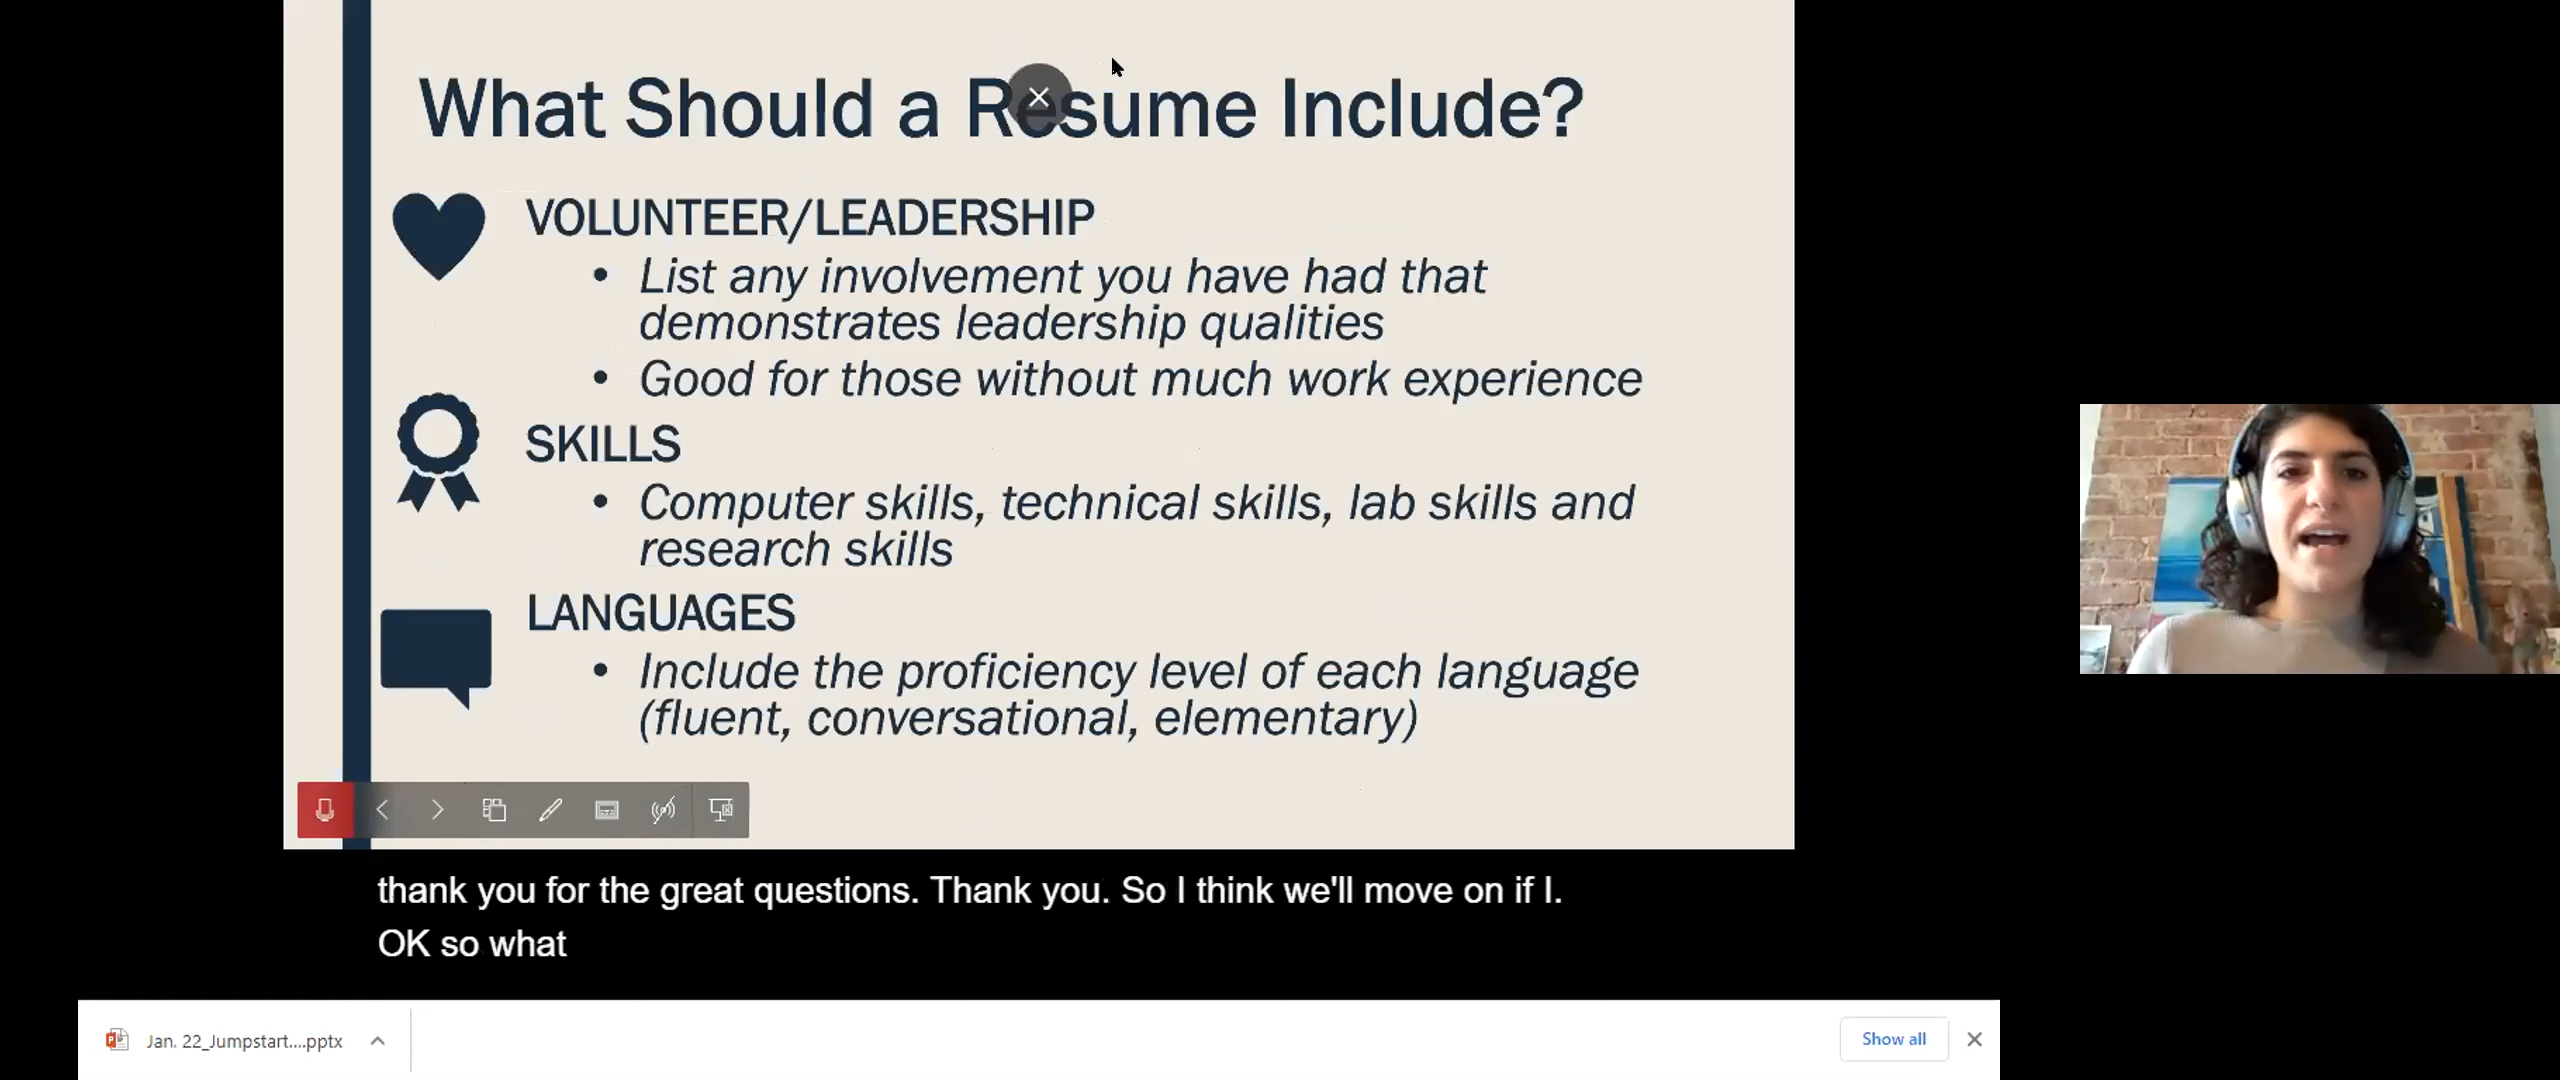 What Should a Resume Include?
VOLUNTEER/LEADERSHIP
• List any involvement you have had that
demonstrates leadership qualities
• Good for those without much work experience
SKILLS
• Computer skills, technical skills, lab skills and
research skills
LANGUAGES
• Include the proficiency level of each language
(fluent, conversational, elementary)
thank you for the great questions. Thank you. So I think we'll move on if I.
OK so what
Jan. 22_Jumpstart....pptx
Show all